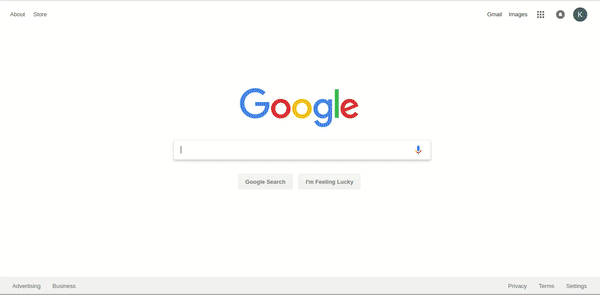 About Store Gmail Images K
Google
Google Search I'm Feeling Lucky
Advertising Business Privacy Terms Settings